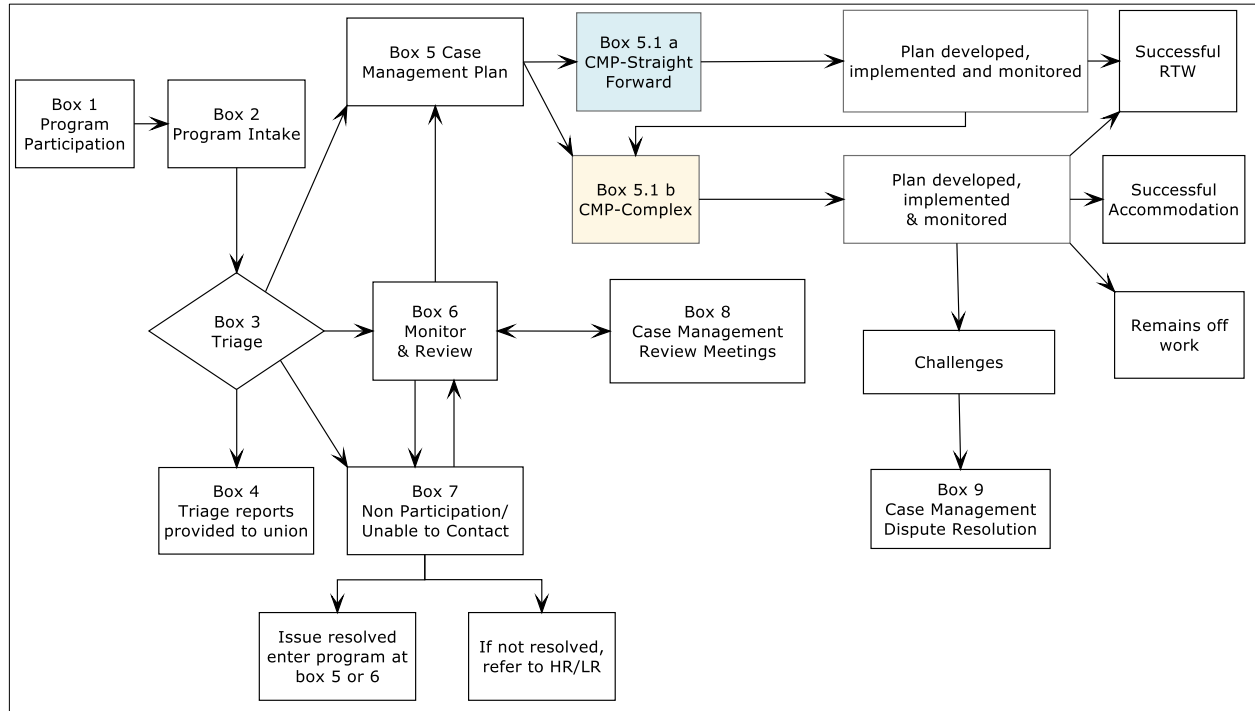 Box 1
Program
Participation
Box 2
Program Intake
Box 5 Case
Management Plan
Box 5.1 a
CMP-Straight
Forward
Plan developed,
implemented and monitored
Successful
RTW
Box 5.1 b
CMP-Complex
Plan developed,
implemented
& monitored
Successful
Accommodation
Box 3
Triage
Box 6
Monitor
& Review
Box 8
Case Management
Review Meetings
Remains off
work
Challenges
Box 4
Triage reports
provided to union
Box 7
Non Participation/
Unable to Contact
Box 9
Case Management
Dispute Resolution
Issue resolved
enter program at
box 5 or 6
If not resolved,
refer to HR/LR